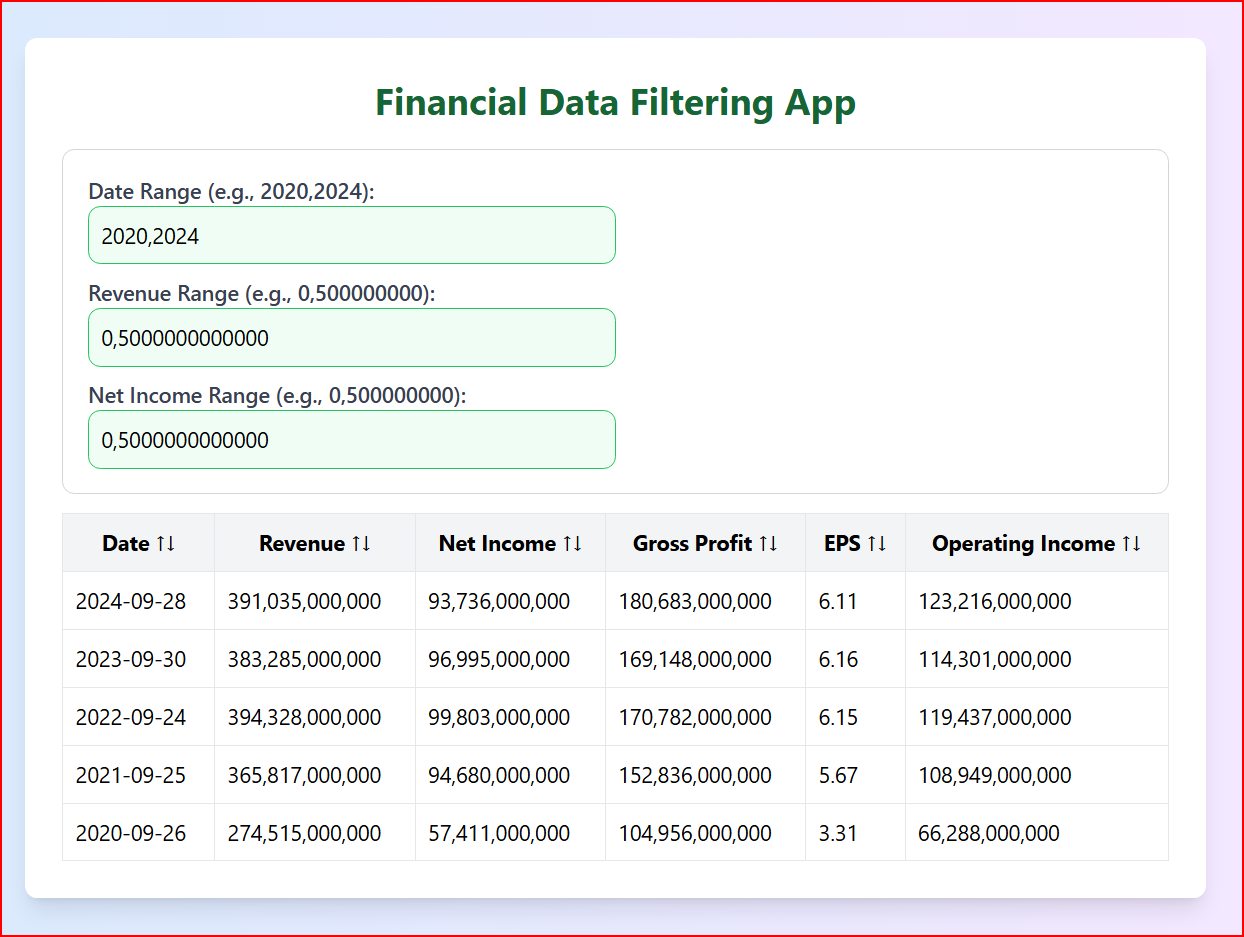 Financial Data Filtering App
Date Range (e.g., 2020,2024):
2020,2024
Revenue Range (e.g., 0,500000000):
0,5000000000000
Net Income Range (e.g., 0,500000000):
0,5000000000000
Date ↑↓ Revenue ↑↓ Net Income ↑↓ Gross Profit ↑↓ EPS ↑↓ Operating Income ↑↓
2024-09-28 391,035,000,000 93,736,000,000 180,683,000,000 6.11 123,216,000,000
2023-09-30 383,285,000,000 96,995,000,000 169,148,000,000 6.16 114,301,000,000
2022-09-24 394,328,000,000 99,803,000,000 170,782,000,000 6.15 119,437,000,000
2021-09-25 365,817,000,000 94,680,000,000 152,836,000,000 5.67 108,949,000,000
2020-09-26 274,515,000,000 57,411,000,000 104,956,000,000 3.31 66,288,000,000